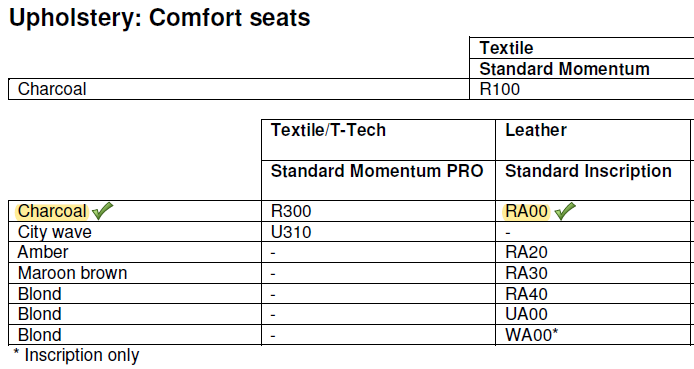 Upholstery: Comfort seats
Textile
Standard Momentum
Charcoal R100
Textile/T-Tech Leather
Standard Momentum PRO Standard Inscription
Charcoal R300 RA00
City wave U310 -
Amber - RA20
Maroon brown - RA30
Blond - RA40
Blond - UA00
Blond - WA00*
* Inscription only